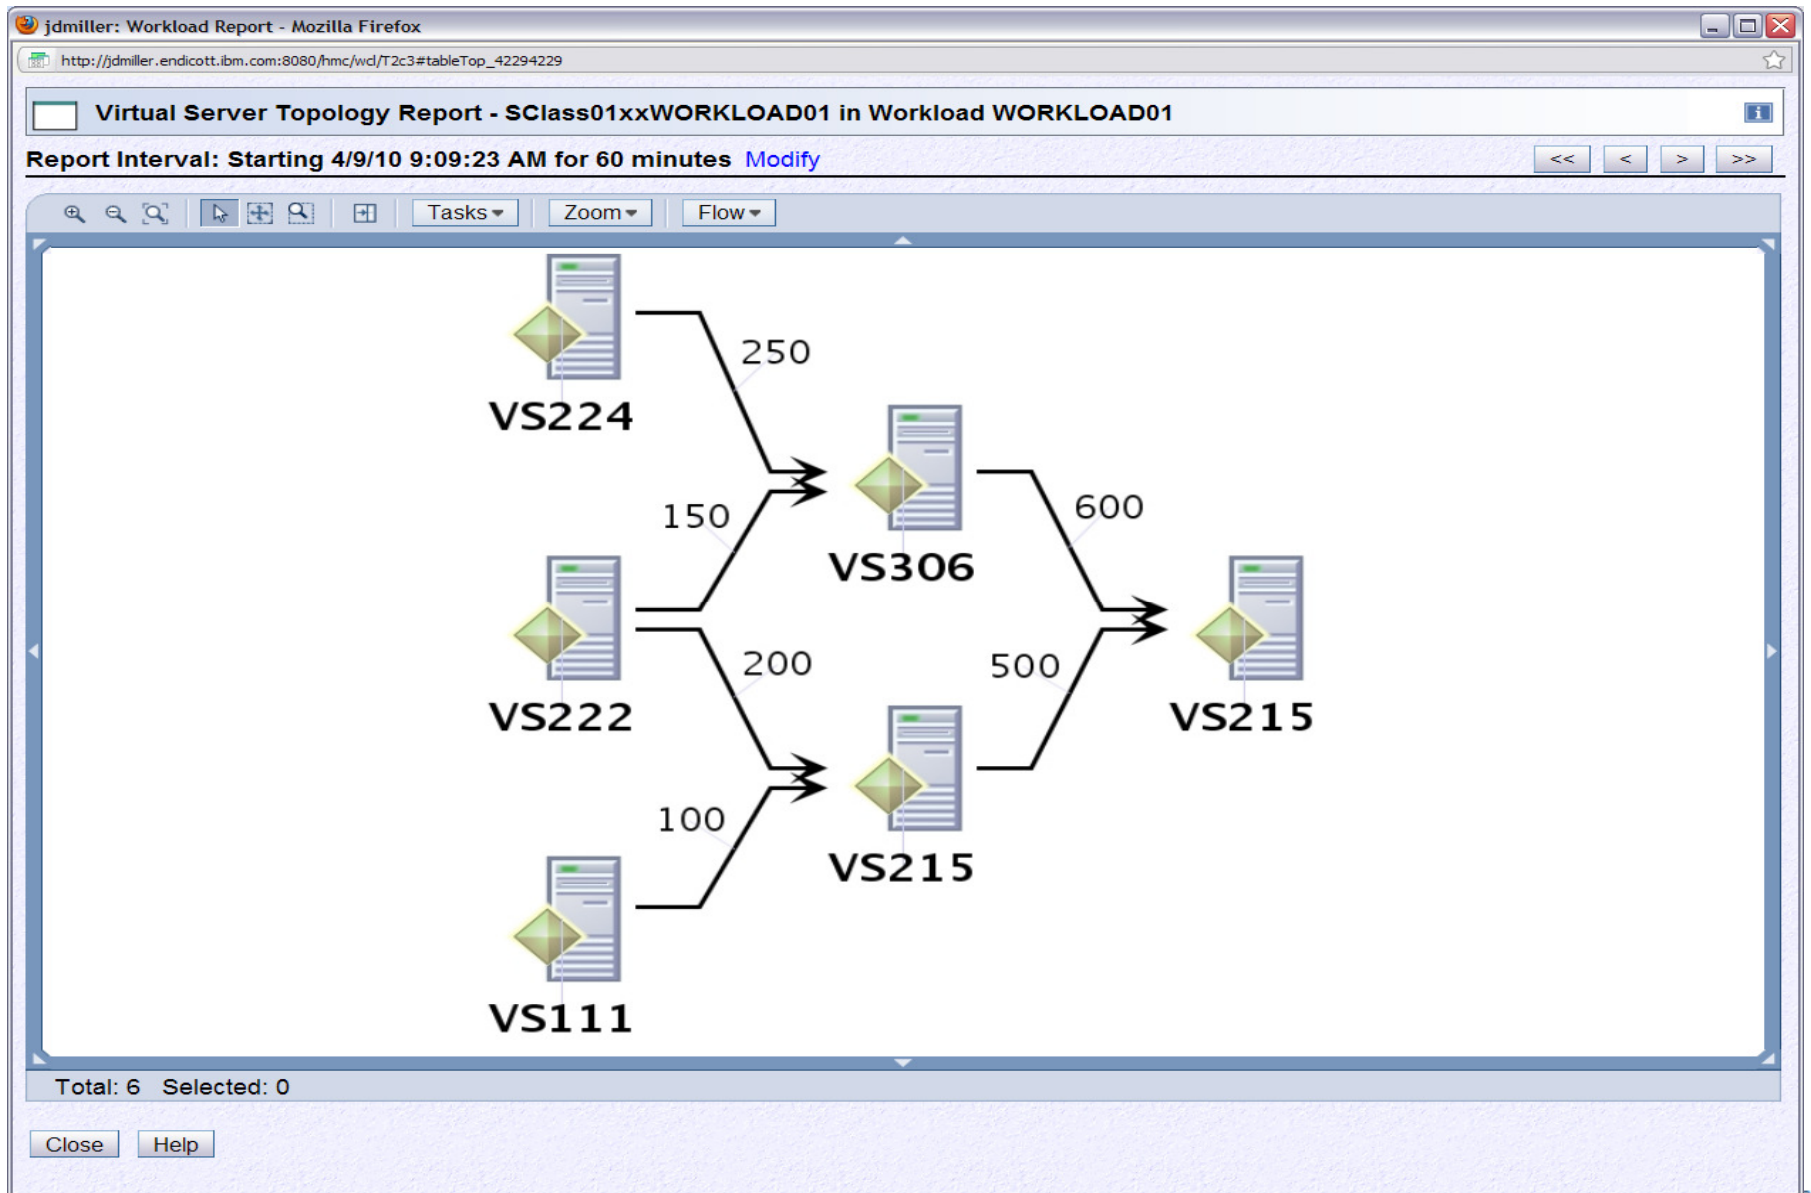 jdmiller: Workload Report - Mozilla Firefox
http://jdmiller.endicott.ibm.com:8080/hmc/wcl/T2c3#tableTop_42294229
Virtual Server Topology Report - SClass01xxWORKLOAD01 in Workload WORKLOAD01
Report Interval: Starting 4/9/10 9:09:23 AM for 60 minutes Modify << < > >>
Tasks Zoom Flow
250
VS224
150
600
VS306
200
500
VS222
VS215
100
VS215
VS111
Total: 6 Selected: 0
Close Help